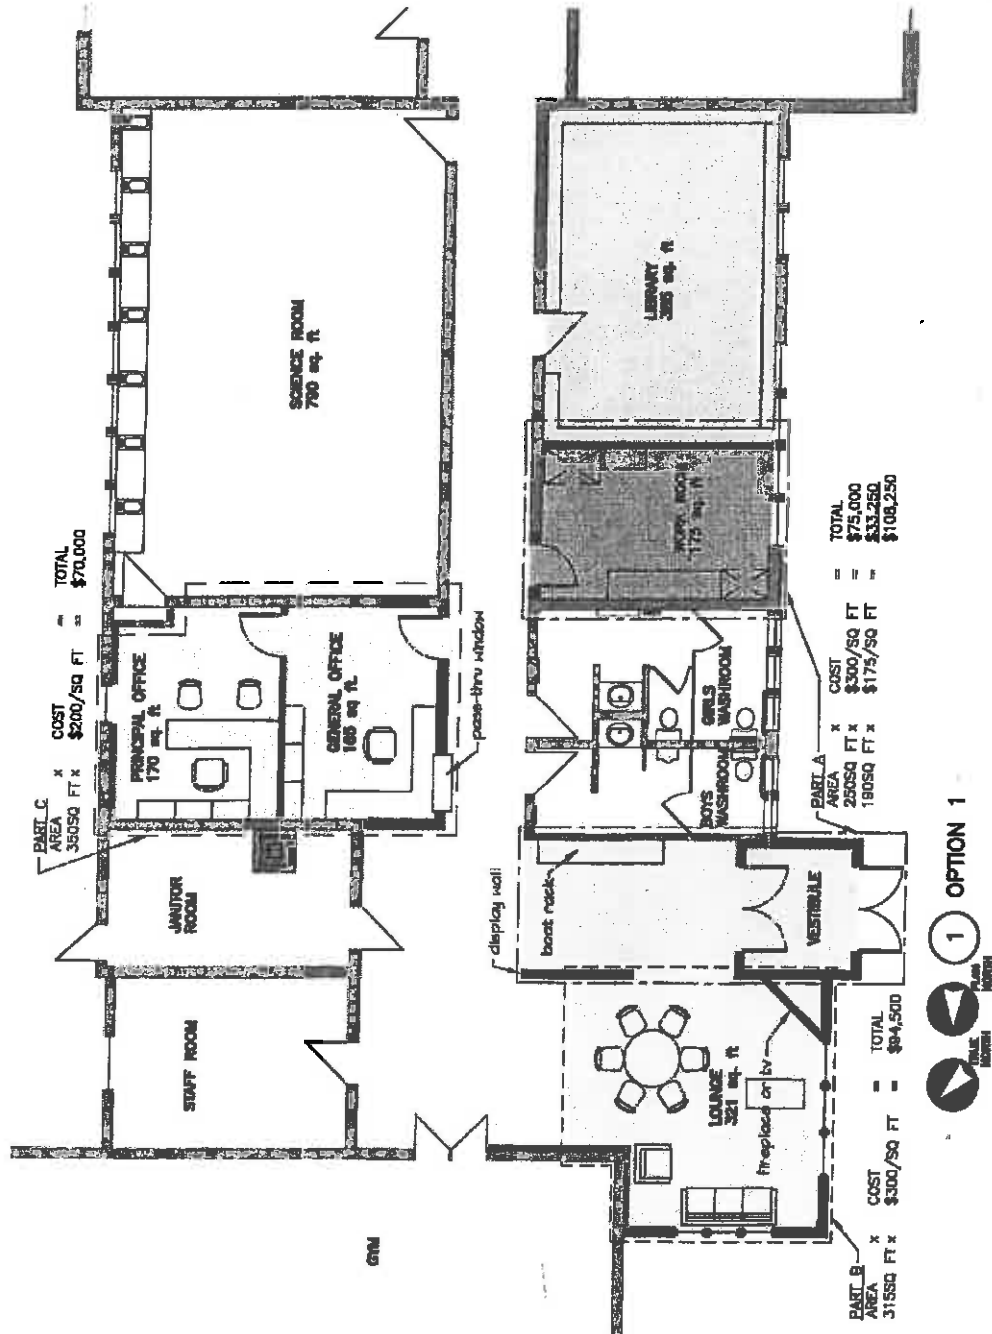 PART C
AREA x COST = TOTAL
350SQ FT x $200/SQ FT = $70,000
SCIENCE ROOM
790 sq. ft
PRINCIPAL OFFICE
170 sq. ft
GENERAL OFFICE
165 sq ft.
pass-thru window
JANITOR
ROOM
STAFF ROOM
GYM
LIBRARY
sq. ft
WORK ROOM
175 sq. ft
GIRLS
WASHROOM
BOYS
WASHROOM
display wall
boot rack
VESTIBULE
LOUNGE
321 sq. ft
fireplace or tv
PART A
AREA x COST = TOTAL
250SQ FT x $300/SQ FT = $75,000
190SQ FT x $175/SQ FT = $33,250
$108,250
PART B
AREA x COST = TOTAL
315SQ FT x $300/SQ FT = $94,500
TRUE
NORTH
PLAN
NORTH
1 OPTION 1